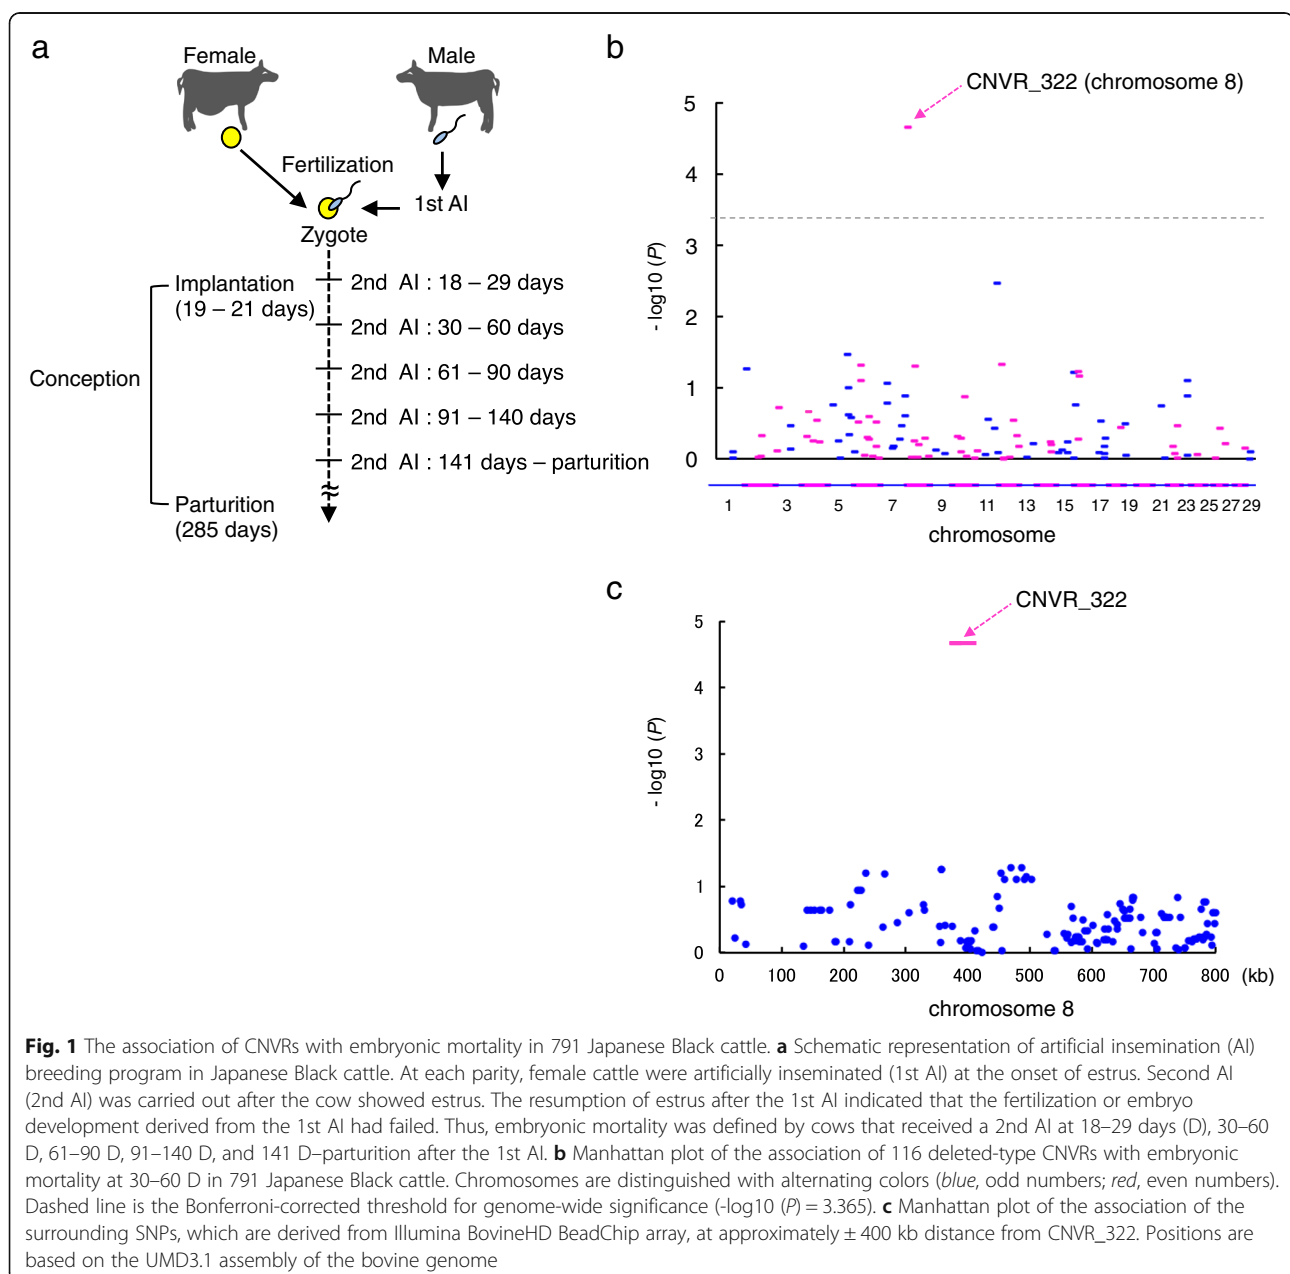 a
Female
Male
Fertilization
1st AI
Zygote
Implantation
(19 – 21 days)
Conception
Parturition
(285 days)
2nd AI : 18 – 29 days
2nd AI : 30 – 60 days
2nd AI : 61 – 90 days
2nd AI : 91 – 140 days
2nd AI : 141 days – parturition
b
CNVR_322 (chromosome 8)
5
4
3
2
1
0
- log10 (P)
1 3 5 7 9 11 13 15 17 19 21 23 25 27 29
chromosome
c
CNVR_322
5
4
3
2
1
0
- log10 (P)
0 100 200 300 400 500 600 700 800 (kb)
chromosome 8
Fig. 1 The association of CNVRs with embryonic mortality in 791 Japanese Black cattle. a Schematic representation of artificial insemination (AI)
breeding program in Japanese Black cattle. At each parity, female cattle were artificially inseminated (1st AI) at the onset of estrus. Second AI
(2nd AI) was carried out after the cow showed estrus. The resumption of estrus after the 1st AI indicated that the fertilization or embryo
development derived from the 1st AI had failed. Thus, embryonic mortality was defined by cows that received a 2nd AI at 18–29 days (D), 30–60
D, 61–90 D, 91–140 D, and 141 D–parturition after the 1st AI. b Manhattan plot of the association of 116 deleted-type CNVRs with embryonic
mortality at 30–60 D in 791 Japanese Black cattle. Chromosomes are distinguished with alternating colors (blue, odd numbers; red, even numbers).
Dashed line is the Bonferroni-corrected threshold for genome-wide significance (-log10 (P) = 3.365). c Manhattan plot of the association of the
surrounding SNPs, which are derived from Illumina BovineHD BeadChip array, at approximately ± 400 kb distance from CNVR_322. Positions are
based on the UMD3.1 assembly of the bovine genome